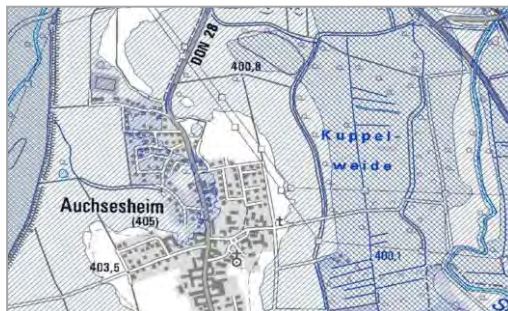 DON 28
400,8
Kuppel-
weide
Auchsesheim
(405)
403,5
400,1
S